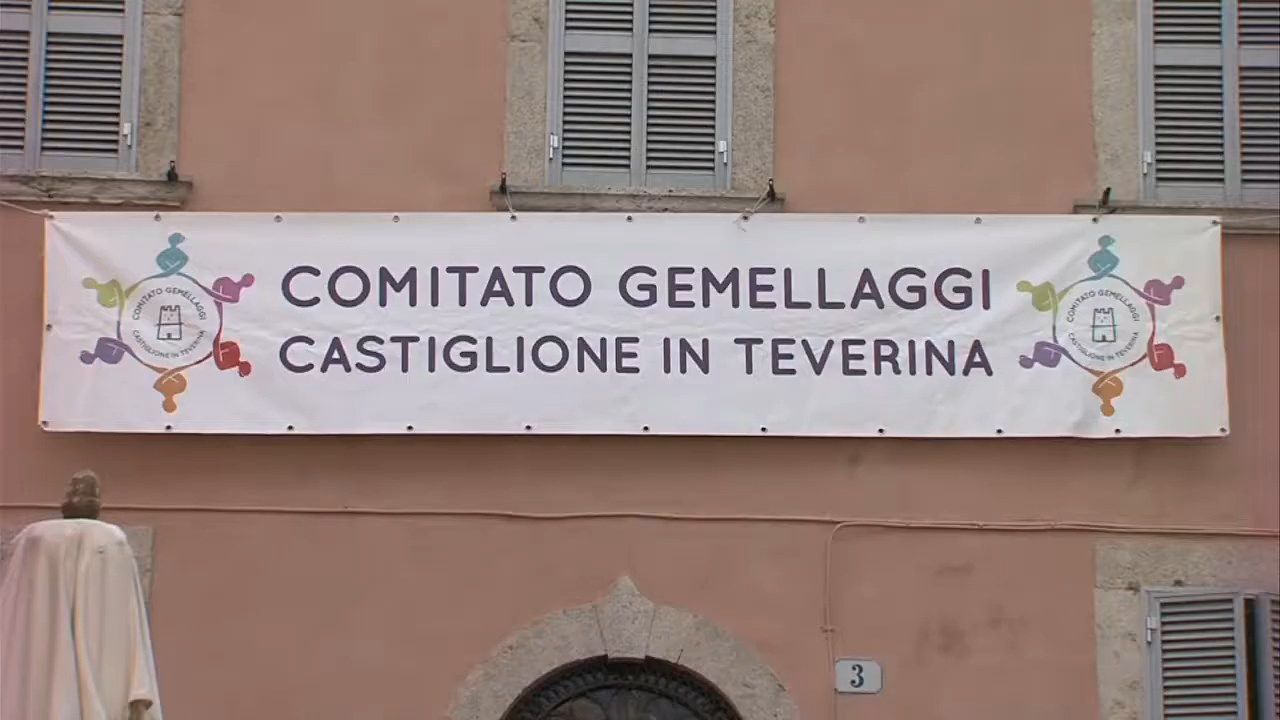 COMITATO GEMELLAGGI
CASTIGLIONE IN TEVERINA
COMITATO GEMELLAGGI
CASTIGLIONE IN TEVERINA
COMITATO GEMELLAGGI
CASTIGLIONE IN TEVERINA
3